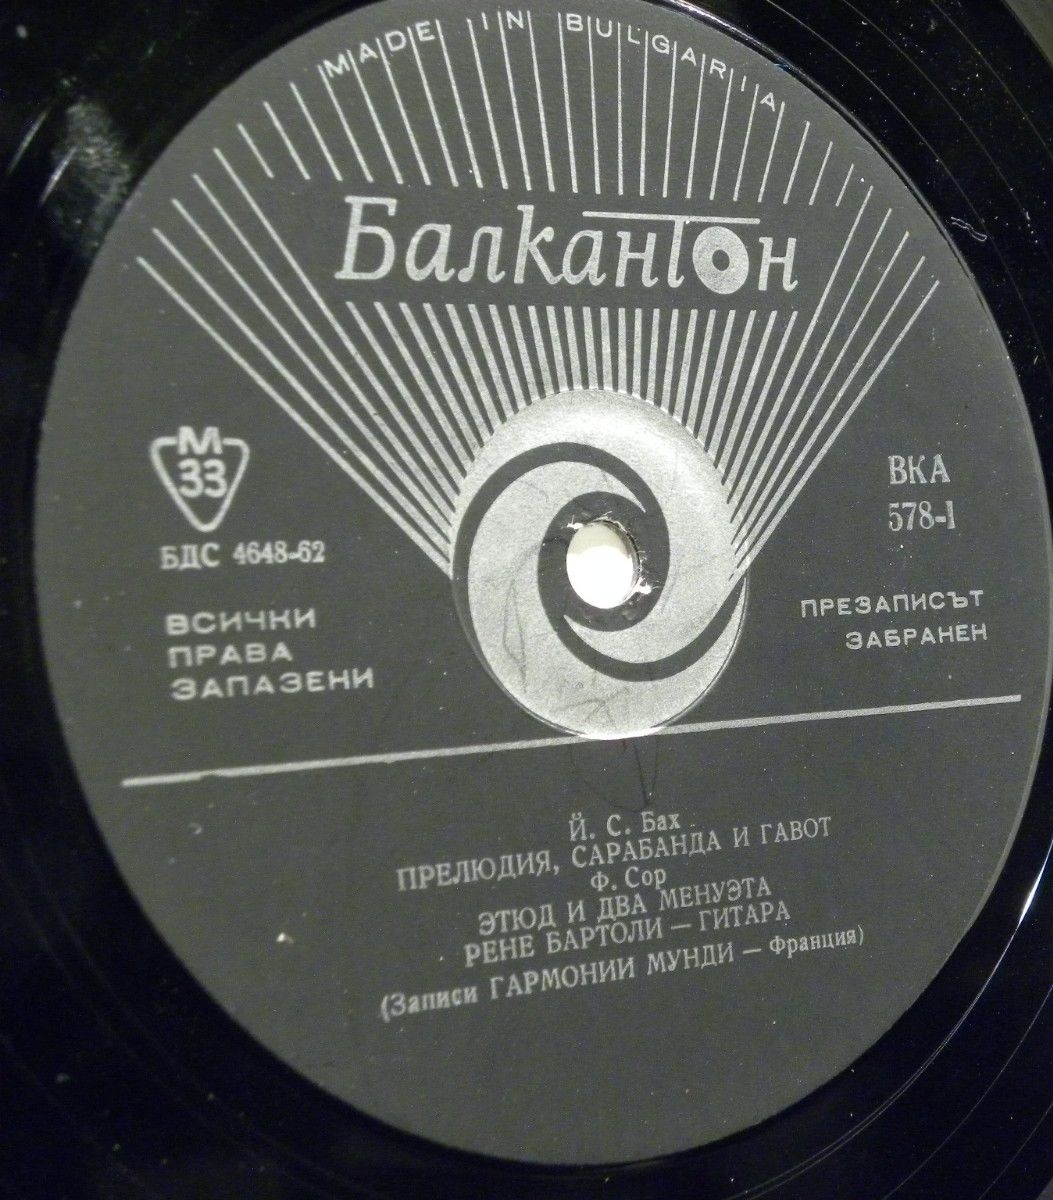 MADE IN BULGARIA
Балкантон
М
33
БДС 4648-62
ВСИЧКИ
ПРАВА
ЗАПАЗЕНИ
ВКА
578-1
ПРЕЗАПИСЪТ
ЗАБРАНЕН
Й. С. Бах
ПРЕЛЮДИЯ, САРАБАНДА И ГАВОТ
Ф. Сор
ЭТЮД И ДВА МЕНУЭТА
РЕНЕ БАРТОЛИ — ГИТАРА
(Записи ГАРМОНИИ МУНДИ — Франция)